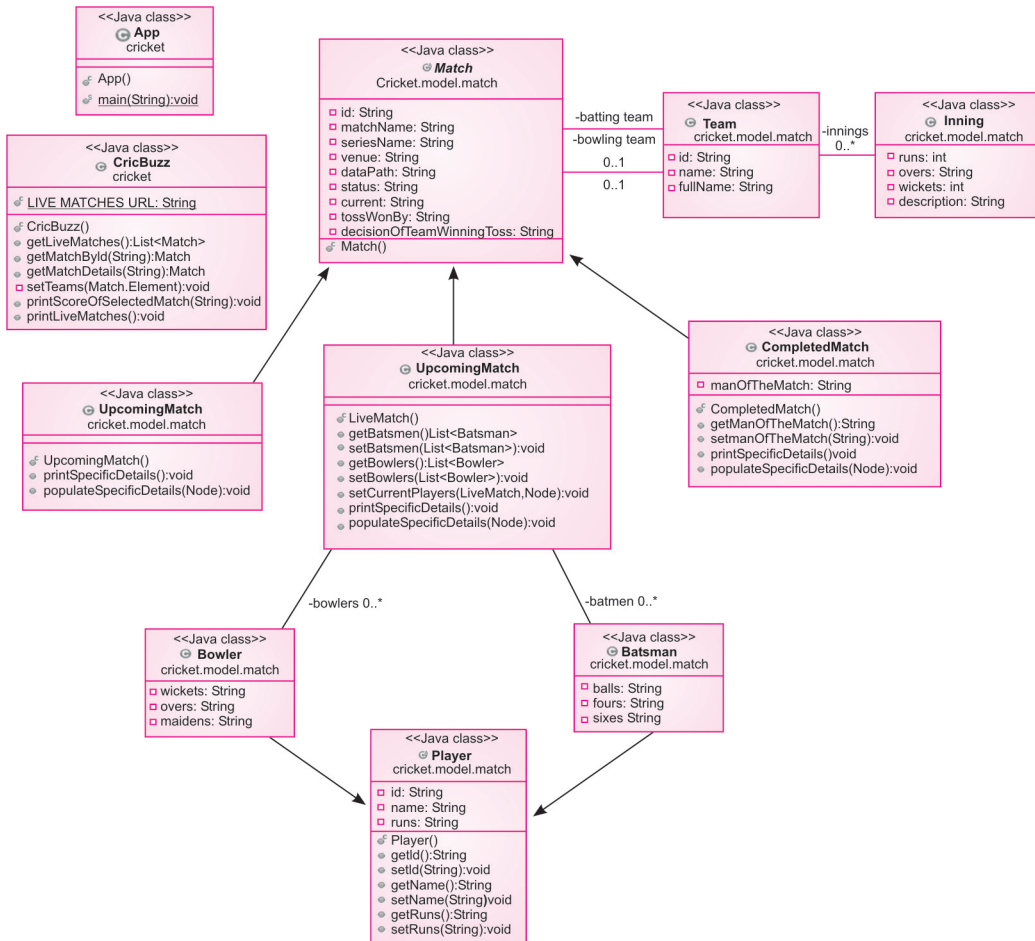 <<Java class>>
App
cricket
App()
main(String):void
<<Java class>>
CricBuzz
cricket
LIVE MATCHES URL: String
CricBuzz()
getLiveMatches():List<Match>
getMatchById(String):Match
getMatchDetails(String):Match
setTeams(Match.Element):void
printScoreOfSelectedMatch(String):void
printLiveMatches():void
<<Java class>>
Match
Cricket.model.match
id: String
matchName: String
seriesName: String
venue: String
dataPath: String
status: String
current: String
tossWonBy: String
decisionOfTeamWinningToss: String
Match()
-batting team
-bowling team
0..1
0..1
<<Java class>>
Team
cricket.model.match
id: String
name: String
fullName: String
-innings
0..*
<<Java class>>
Inning
cricket.model.match
runs: int
overs: String
wickets: int
description: String
<<Java class>>
UpcomingMatch
cricket.model.match
UpcomingMatch()
printSpecificDetails():void
populateSpecificDetails(Node):void
<<Java class>>
UpcomingMatch
cricket.model.match
LiveMatch()
getBatsmen()List<Batsman>
setBatsmen(List<Batsman>):void
getBowlers():List<Bowler>
setBowlers(List<Bowler>):void
setCurrentPlayers(LiveMatch,Node):void
printSpecificDetails():void
populateSpecificDetails(Node):void
<<Java class>>
CompletedMatch
cricket.model.match
manOfTheMatch: String
CompletedMatch()
getManOfTheMatch():String
setmanOfTheMatch(String):void
printSpecificDetails()void
populateSpecificDetails(Node):void
-bowlers 0..*
-batmen 0..*
<<Java class>>
Bowler
cricket.model.match
wickets: String
overs: String
maidens: String
<<Java class>>
Batsman
cricket.model.match
balls: String
fours: String
sixes String
<<Java class>>
Player
cricket.model.match
id: String
name: String
runs: String
Player()
getId():String
setId(String):void
getName():String
setName(String)void
getRuns():String
setRuns(String):void